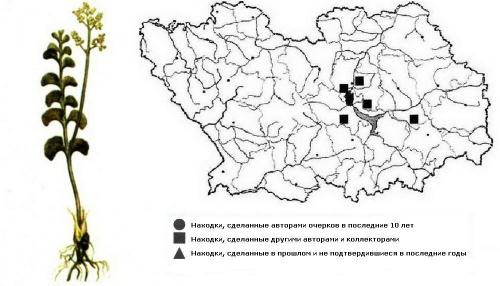 Находки, сделанные авторами очерков в последние 10 лет
Находки, сделанные другими авторами и коллекторами
Находки, сделанные в прошлом и не подтвердившиеся в последние годы